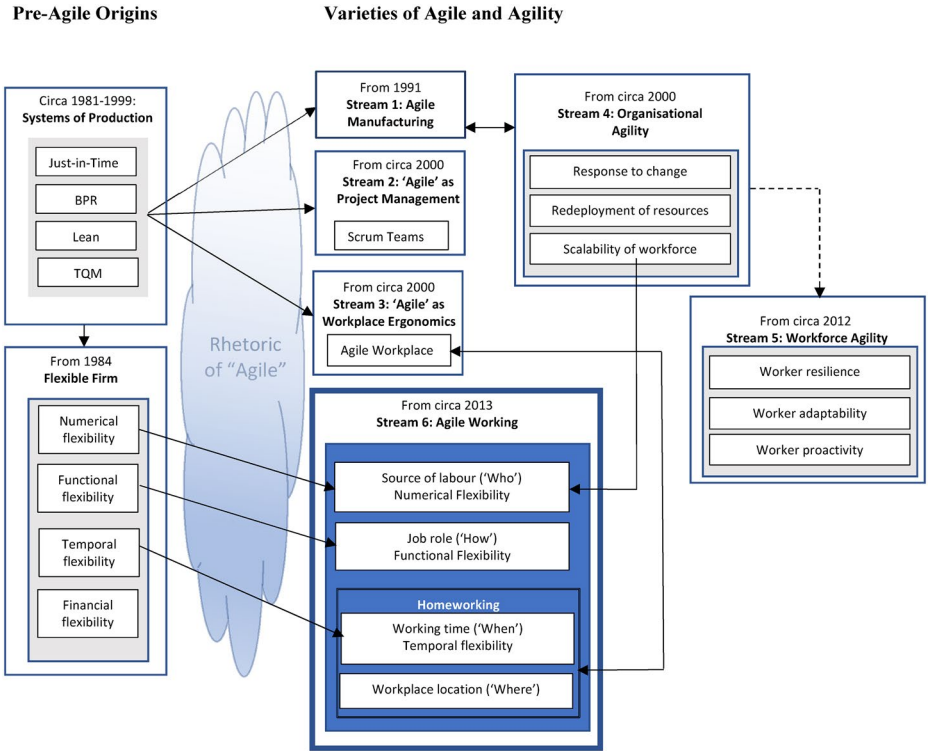 Pre-Agile Origins
Varieties of Agile and Agility
Circa 1981-1999:
Systems of Production
Just-in-Time
BPR
Lean
TQM
From 1984
Flexible Firm
Numerical
flexibility
Functional
flexibility
Temporal
flexibility
Financial
flexibility
Rhetoric
of “Agile”
From 1991
Stream 1: Agile
Manufacturing
From circa 2000
Stream 2: ‘Agile’ as
Project Management
Scrum Teams
From circa 2000
Stream 3: ‘Agile’ as
Workplace Ergonomics
Agile Workplace
From circa 2000
Stream 4: Organisational
Agility
Response to change
Redeployment of resources
Scalability of workforce
From circa 2012
Stream 5: Workforce Agility
Worker resilience
Worker adaptability
Worker proactivity
From circa 2013
Stream 6: Agile Working
Source of labour (‘Who’)
Numerical Flexibility
Job role (‘How’)
Functional Flexibility
Homeworking
Working time (‘When’)
Temporal flexibility
Workplace location (‘Where’)